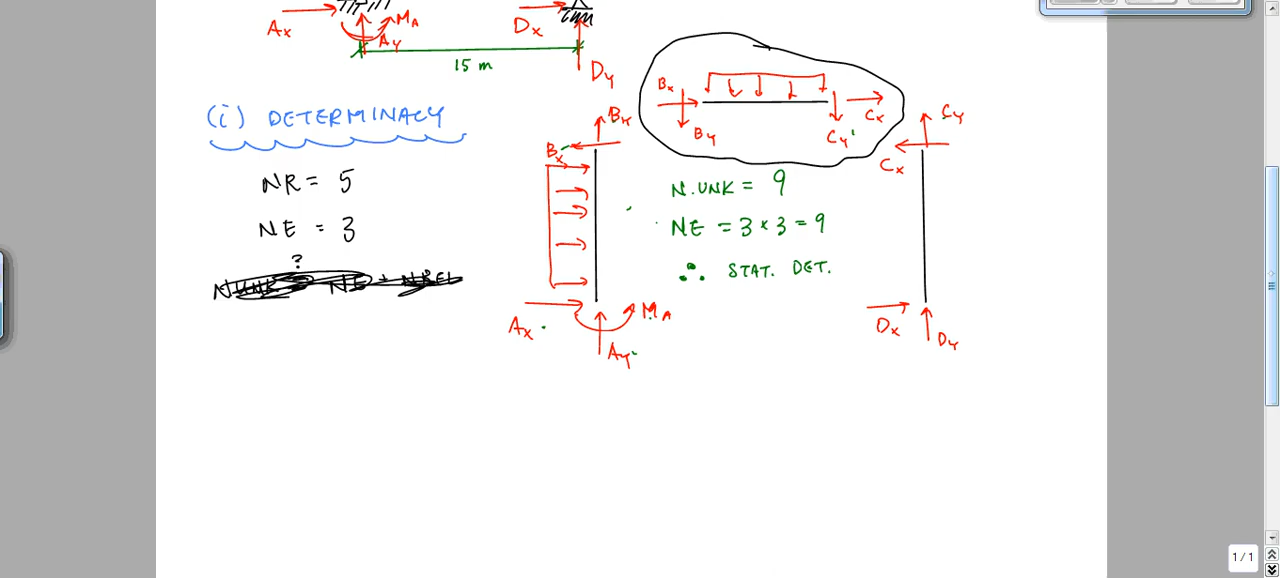 Ax
MA
Ay
Dx
15 m
Dy
(i) DETERMINACY
NR = 5
NE = 3
?
Bx
By
Cy
Cx
N.UNK = 9
NE = 3 × 3 = 9
∴ STAT. DET.
Bx
Ax
MA
Ay
Cy
Cx
Dx
Dy
1 / 1